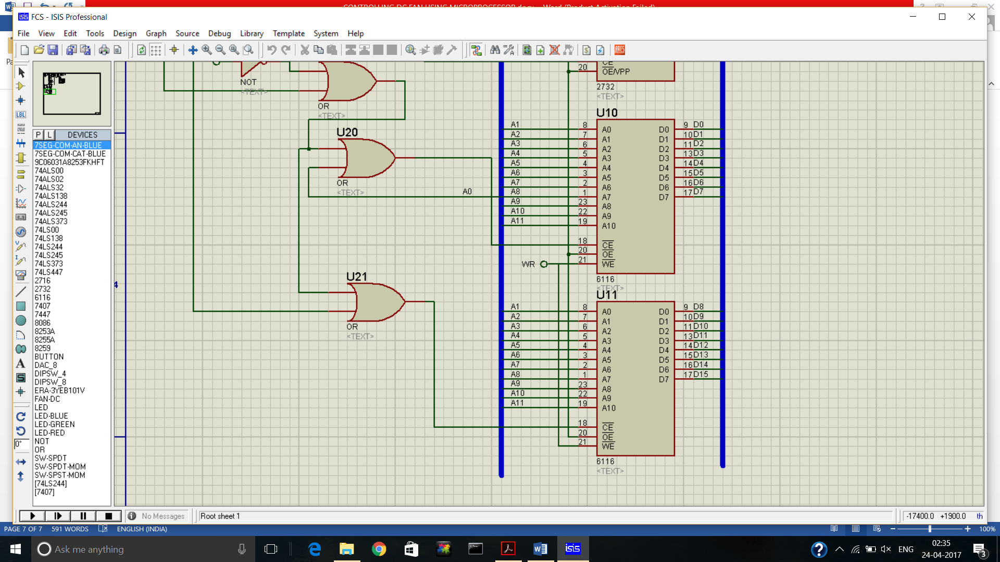 CONTROLLING DC FAN USING MICROPROCESSOR.docx - Word (Product Activation Failed)
FCS - ISIS Professional
File View Edit Tools Design Graph Source Debug Library Template System Help
P L DEVICES
7SEG-COM-AN-BLUE
7SEG-COM-CAT-BLUE
9C06031A8253FKHFT
74ALS00
74ALS02
74ALS32
74ALS138
74ALS244
74ALS245
74ALS373
74LS00
74LS138
74LS244
74LS245
74LS373
74LS447
2716
2732
6116
7407
7447
8086
8253A
8255A
8259
BUTTON
DAC_8
DIPSW_4
DIPSW_8
ERA-3YEB101V
FAN-DC
LED
LED-BLUE
LED-GREEN
LED-RED
NOT
OR
SW-SPDT
SW-SPDT-MOM
SW-SPST-MOM
[74LS244]
[7407]
LBL
A
S
0°
4
NOT
<TEXT>
OR
<TEXT>
U20
OR
<TEXT>
A0
U21
OR
<TEXT>
CE
20 OE/VPP
2732
<TEXT>
U10
A1 8 A0 D0 9 D0
A2 7 A1 D1 10 D1
A3 6 A2 D2 11 D2
A4 5 A3 D3 13 D3
A5 4 A4 D4 14 D4
A6 3 A5 D5 15 D5
A7 2 A6 D6 16 D6
A8 1 A7 D7 17 D7
A9 23 A8
A10 22 A9
A11 19 A10
18 CE
20 OE
WR 21 WE
6116
<TEXT>
U11
A1 8 A0 D0 9 D8
A2 7 A1 D1 10 D9
A3 6 A2 D2 11 D10
A4 5 A3 D3 13 D11
A5 4 A4 D4 14 D12
A6 3 A5 D5 15 D13
A7 2 A6 D6 16 D14
A8 1 A7 D7 17 D15
A9 23 A8
A10 22 A9
A11 19 A10
18 CE
20 OE
21 WE
6116
<TEXT>
No Messages Root sheet 1 -17400.0 +1900.0 th
PAGE 7 OF 7 591 WORDS ENGLISH (INDIA) 100%
Ask me anything
isis
ENG
02:35
24-04-2017
3